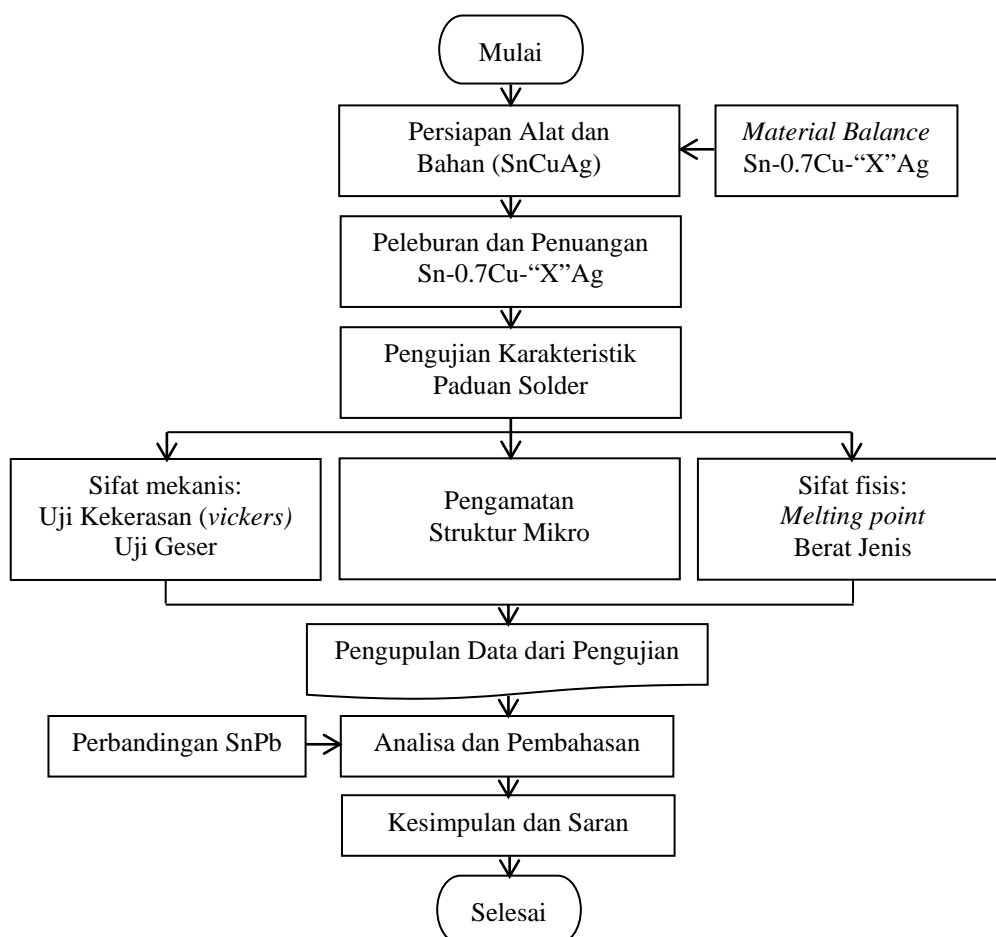 Mulai
Persiapan Alat dan
Bahan (SnCuAg)
Material Balance
Sn-0.7Cu-“X”Ag
Peleburan dan Penuangan
Sn-0.7Cu-“X”Ag
Pengujian Karakteristik
Paduan Solder
Sifat mekanis:
Uji Kekerasan (vickers)
Uji Geser
Pengamatan
Struktur Mikro
Sifat fisis:
Melting point
Berat Jenis
Pengupulan Data dari Pengujian
Perbandingan SnPb
Analisa dan Pembahasan
Kesimpulan dan Saran
Selesai